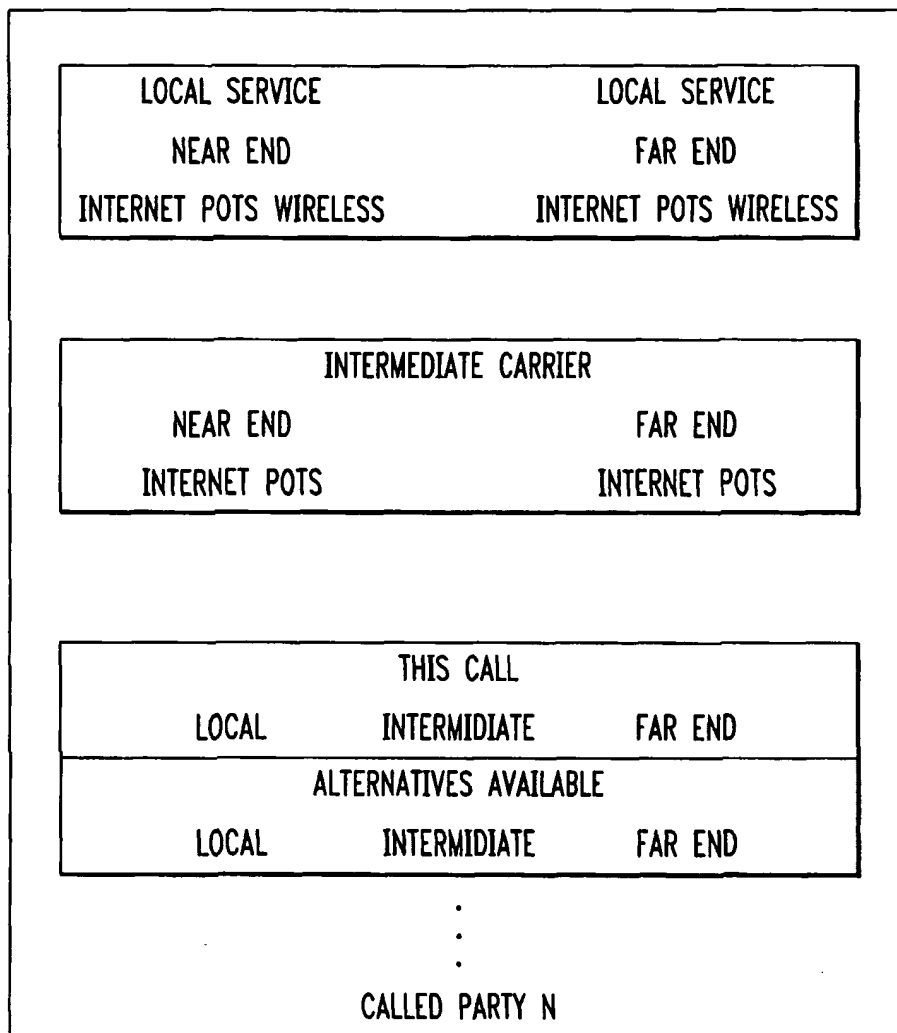 LOCAL SERVICE LOCAL SERVICE
NEAR END FAR END
INTERNET POTS WIRELESS INTERNET POTS WIRELESS
INTERMEDIATE CARRIER
NEAR END FAR END
INTERNET POTS INTERNET POTS
THIS CALL
LOCAL INTERMIDIATE FAR END
ALTERNATIVES AVAILABLE
LOCAL INTERMIDIATE FAR END
CALLED PARTY N